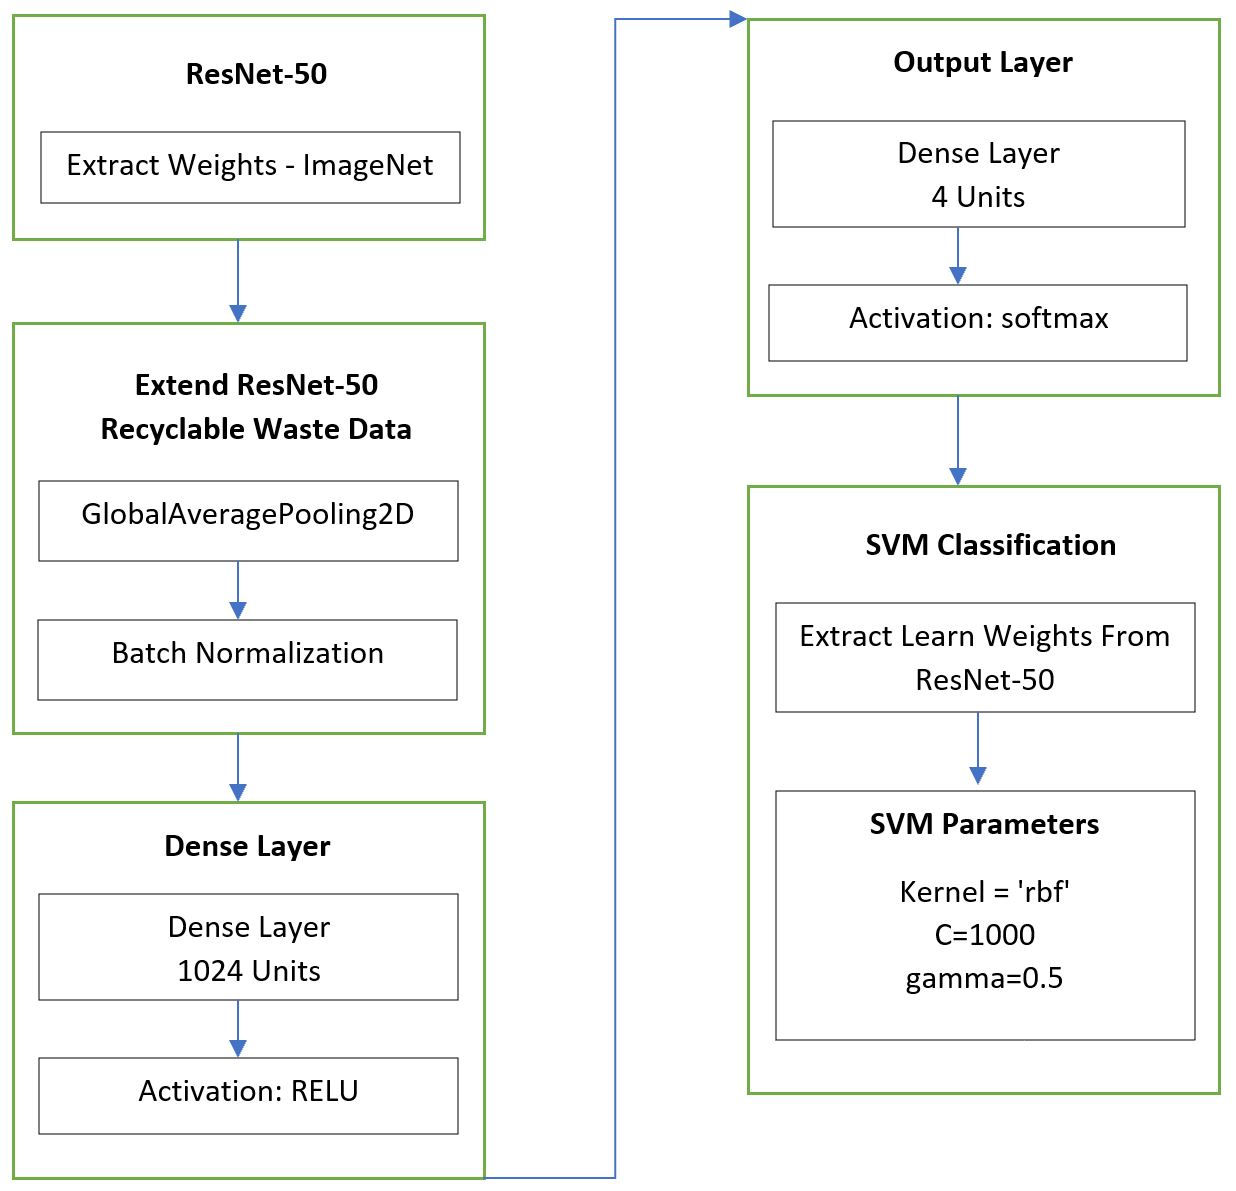 ResNet-50
Extract Weights - ImageNet
Extend ResNet-50
Recyclable Waste Data
GlobalAveragePooling2D
Batch Normalization
Dense Layer
Dense Layer
1024 Units
Activation: RELU
Output Layer
Dense Layer
4 Units
Activation: softmax
SVM Classification
Extract Learn Weights From
ResNet-50
SVM Parameters
Kernel = 'rbf'
C=1000
gamma=0.5